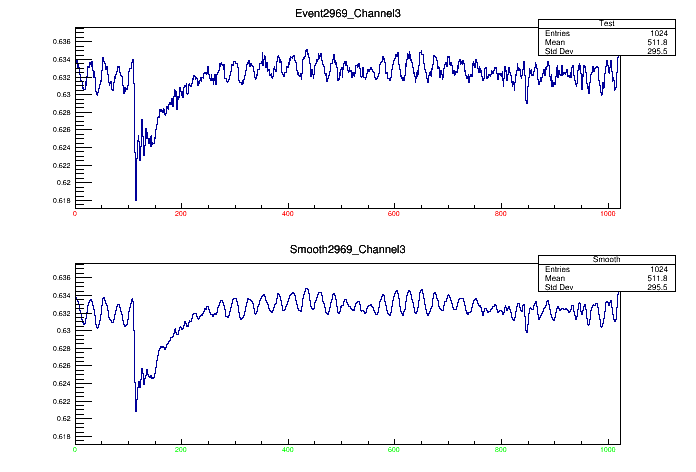 Event2969_Channel3
Test
Entries 1024
Mean 511.8
Std Dev 295.5
0.636
0.634
0.632
0.63
0.628
0.626
0.624
0.622
0.62
0.618
0 200 400 600 800 1000
Smooth2969_Channel3
Smooth
Entries 1024
Mean 511.8
Std Dev 295.5
0.636
0.634
0.632
0.63
0.628
0.626
0.624
0.622
0.62
0.618
0 200 400 600 800 1000